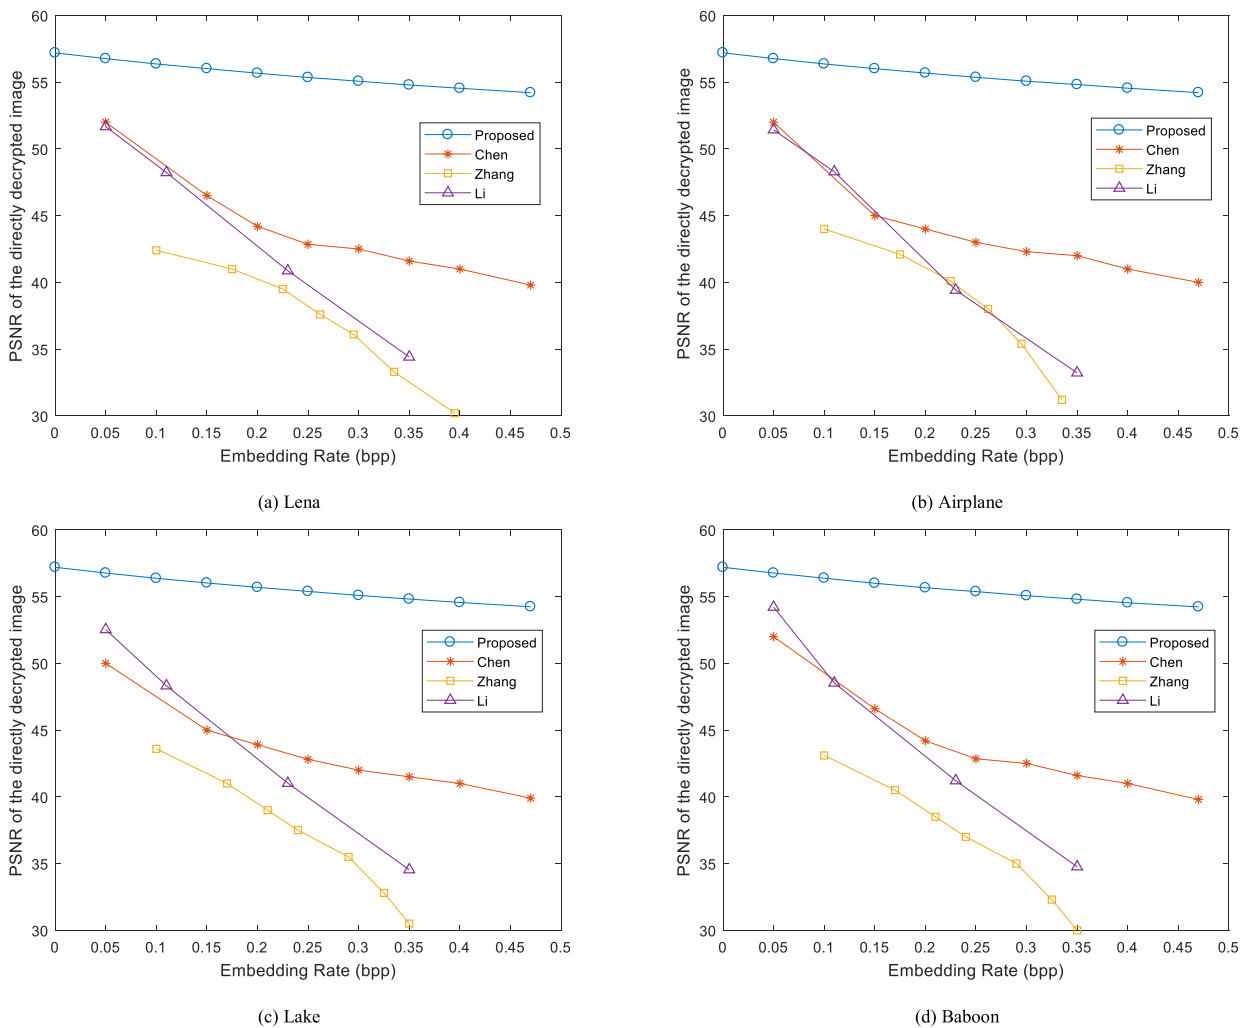 60
55
50
45
40
35
30
PSNR of the directly decrypted image
Proposed
Chen
Zhang
Li
0 0.05 0.1 0.15 0.2 0.25 0.3 0.35 0.4 0.45 0.5
Embedding Rate (bpp)
(a) Lena
60
55
50
45
40
35
30
PSNR of the directly decrypted image
Proposed
Chen
Zhang
Li
0 0.05 0.1 0.15 0.2 0.25 0.3 0.35 0.4 0.45 0.5
Embedding Rate (bpp)
(b) Airplane
60
55
50
45
40
35
30
PSNR of the directly decrypted image
Proposed
Chen
Zhang
Li
0 0.05 0.1 0.15 0.2 0.25 0.3 0.35 0.4 0.45 0.5
Embedding Rate (bpp)
(c) Lake
60
55
50
45
40
35
30
PSNR of the directly decrypted image
Proposed
Chen
Zhang
Li
0 0.05 0.1 0.15 0.2 0.25 0.3 0.35 0.4 0.45 0.5
Embedding Rate (bpp)
(d) Baboon